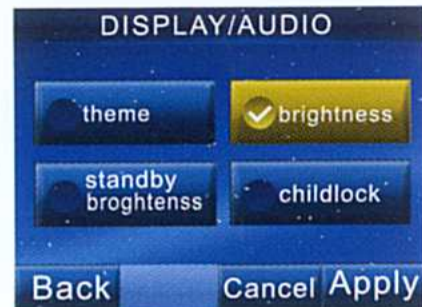 DISPLAY/AUDIO
theme
brightness
standby
broghtenss
childlock
Back
Cancel
Apply